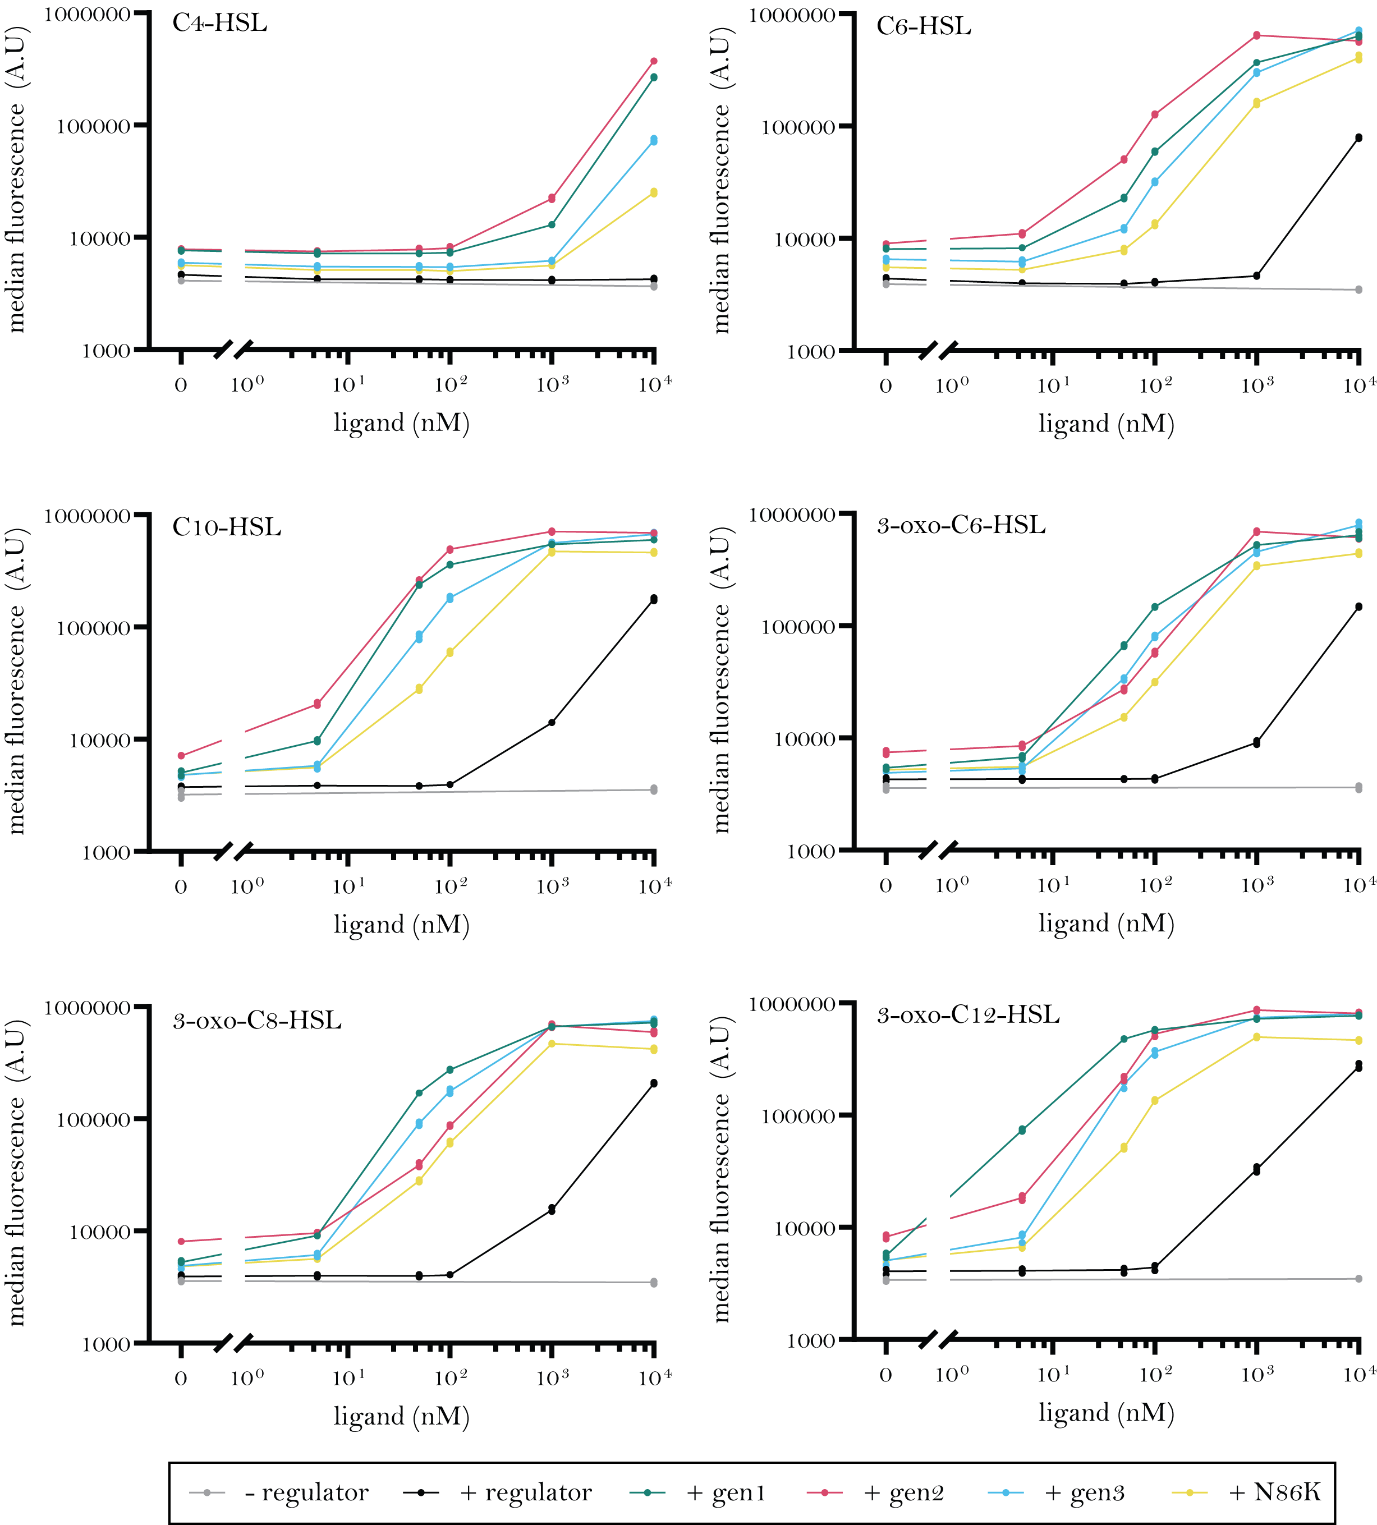 C4-HSL
median fluorescence (A.U)
1000000
100000
10000
1000
0 10⁰ 10¹ 10² 10³ 10⁴
ligand (nM)
C6-HSL
median fluorescence (A.U)
1000000
100000
10000
1000
0 10⁰ 10¹ 10² 10³ 10⁴
ligand (nM)
C10-HSL
median fluorescence (A.U)
1000000
100000
10000
1000
0 10⁰ 10¹ 10² 10³ 10⁴
ligand (nM)
3-oxo-C6-HSL
median fluorescence (A.U)
1000000
100000
10000
1000
0 10⁰ 10¹ 10² 10³ 10⁴
ligand (nM)
3-oxo-C8-HSL
median fluorescence (A.U)
1000000
100000
10000
1000
0 10⁰ 10¹ 10² 10³ 10⁴
ligand (nM)
3-oxo-C12-HSL
median fluorescence (A.U)
1000000
100000
10000
1000
0 10⁰ 10¹ 10² 10³ 10⁴
ligand (nM)
- regulator + regulator + gen1 + gen2 + gen3 + N86K